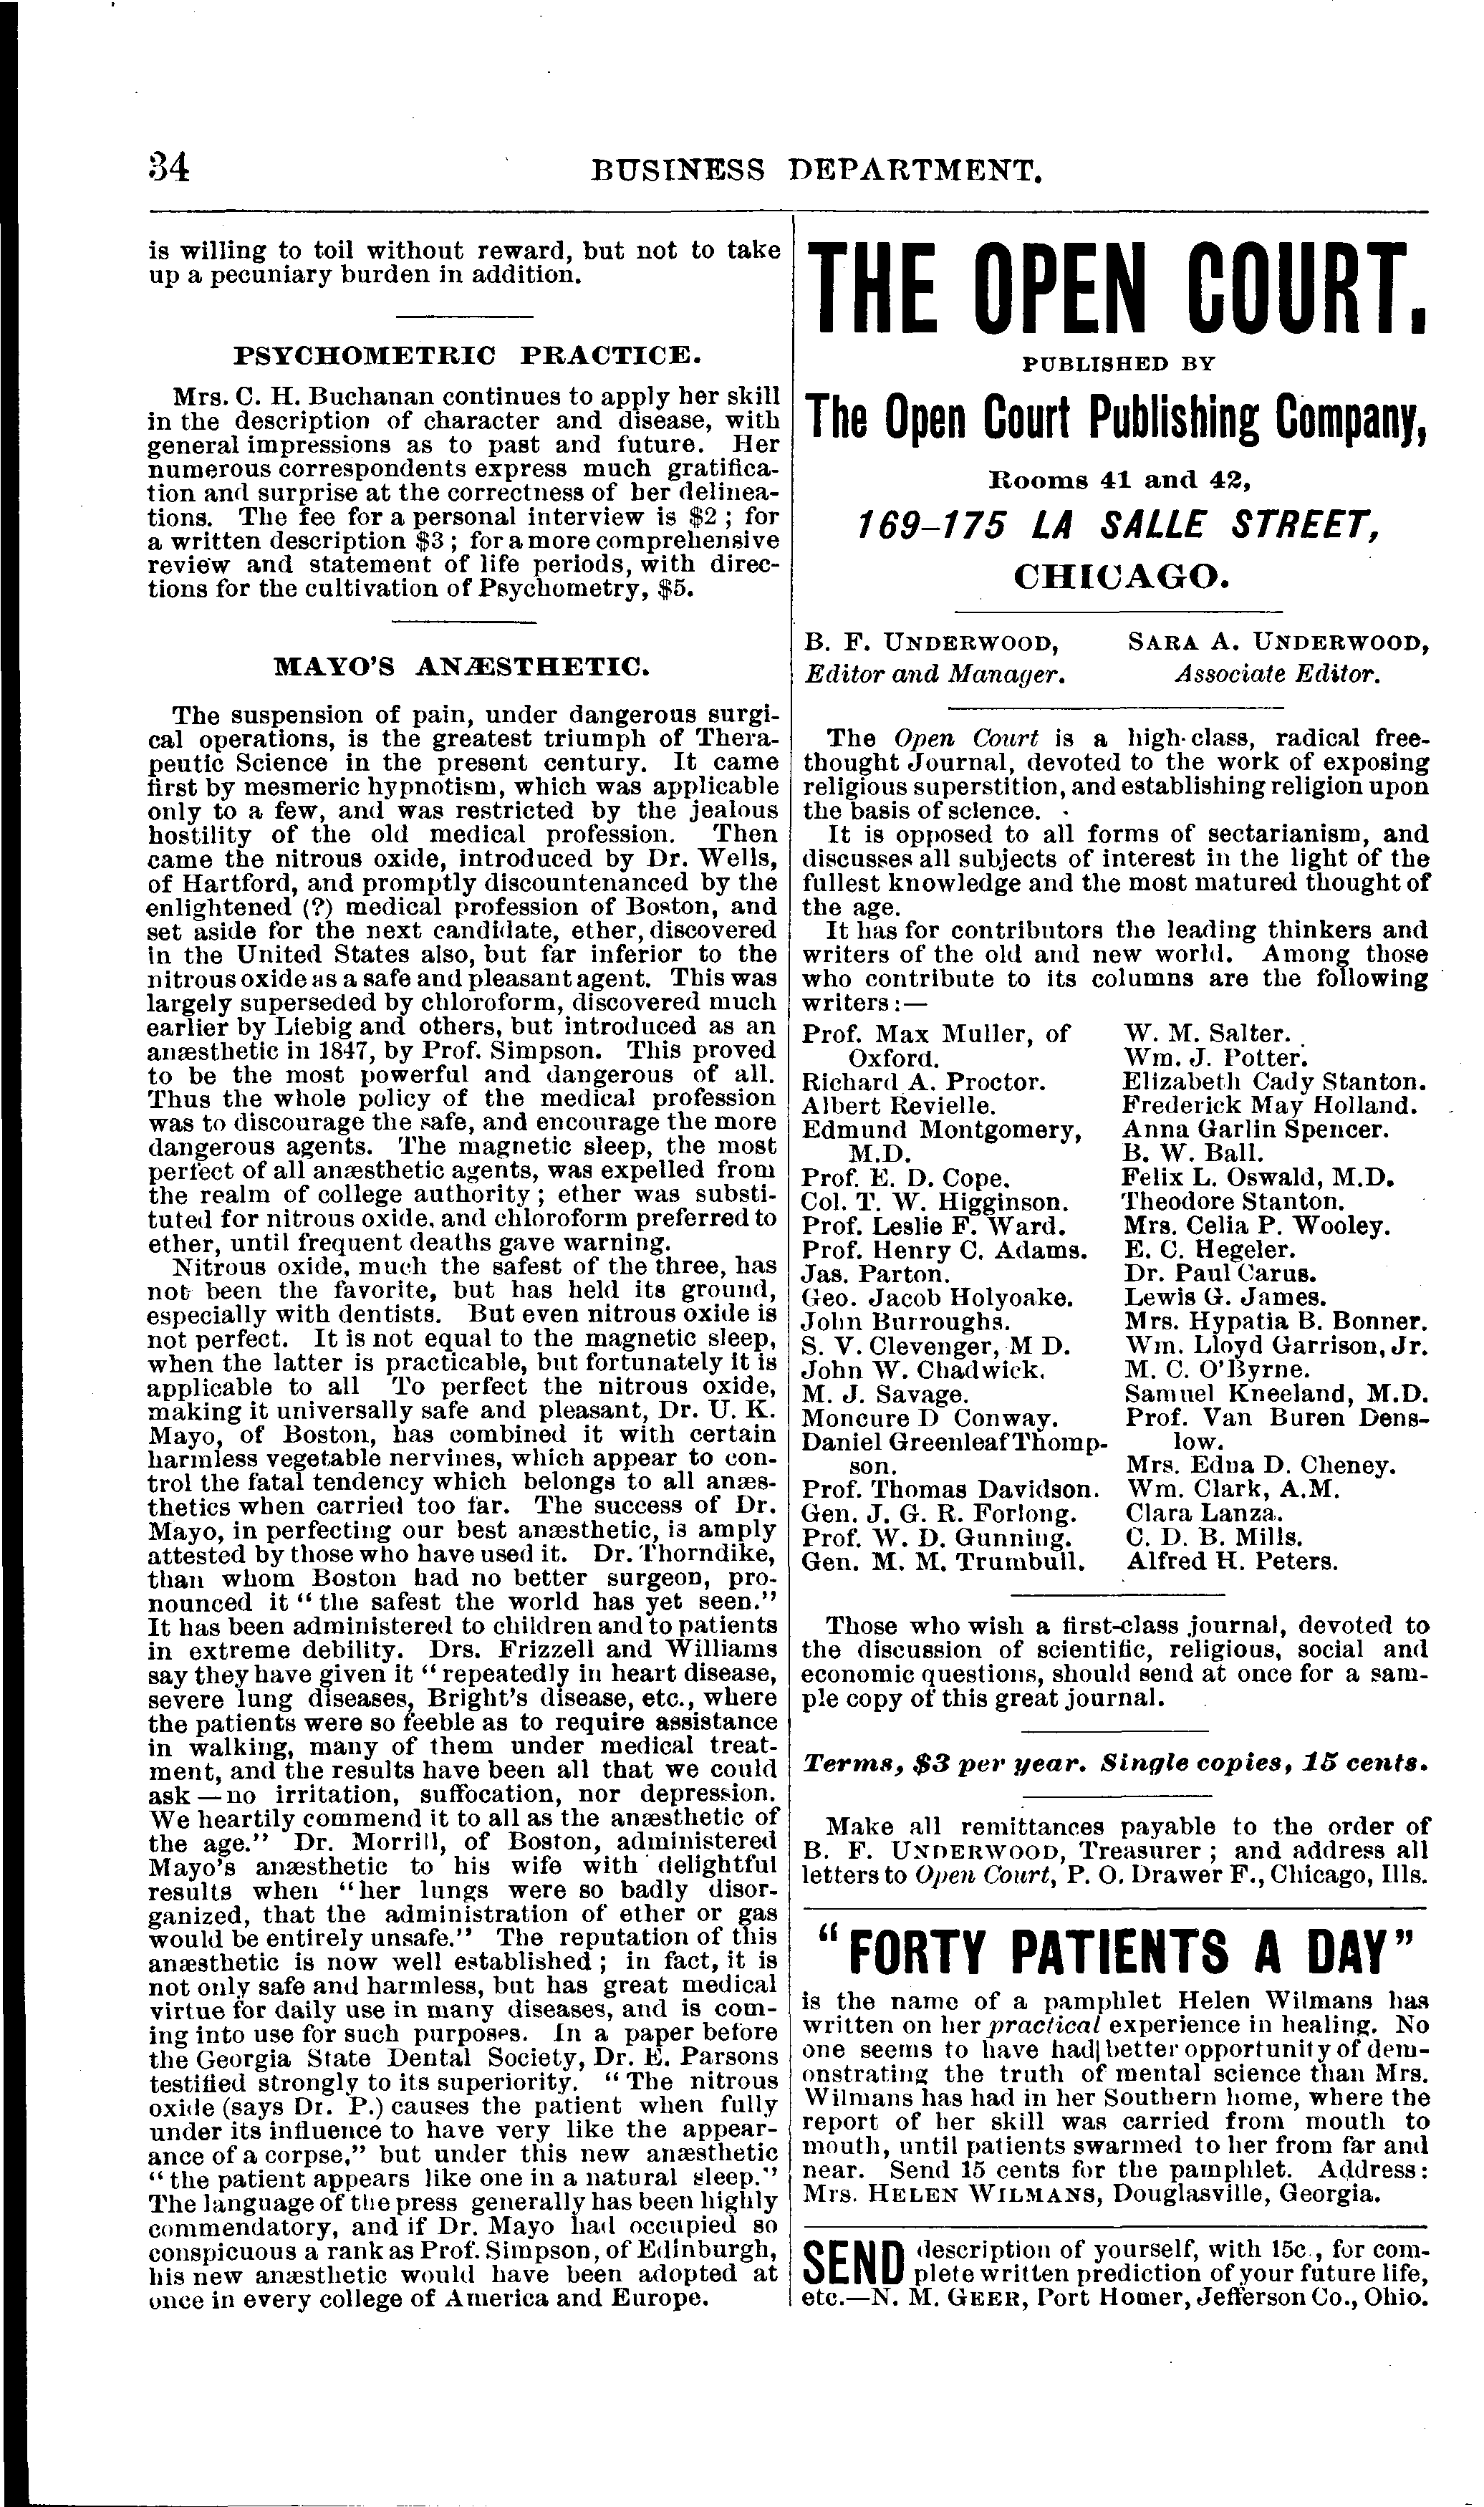 34
BUSINESS DEPARTMENT.
is willing to toil without reward, but not to take
up a pecuniary burden in addition.
PSYCHOMETRIC PRACTICE.
Mrs. C. H. Buchanan continues to apply her skill
in the description of character and disease, with
general impressions as to past and future. Her
numerous correspondents express much gratifica-
tion and surprise at the correctness of her delinea-
tions. The fee for a personal interview is $2; for
a written description $3; for a more comprehensive
review and statement of life periods, with direc-
tions for the cultivation of Psychometry, $5.
MAYO'S ANÆSTHETIC.
The suspension of pain, under dangerous surgi-
cal operations, is the greatest triumph of Thera-
peutic Science in the present century. It came
first by mesmeric hypnotism, which was applicable
only to a few, and was restricted by the jealous
hostility of the old medical profession. Then
came the nitrous oxide, introduced by Dr. Wells,
of Hartford, and promptly discountenanced by the
enlightened (?) medical profession of Boston, and
set aside for the next candidate, ether, discovered
in the United States also, but far inferior to the
nitrous oxide as a safe and pleasant agent. This was
largely superseded by chloroform, discovered much
earlier by Liebig and others, but introduced as an
anæsthetic in 1847, by Prof. Simpson. This proved
to be the most powerful and dangerous of all.
Thus the whole policy of the medical profession
was to discourage the safe, and encourage the more
dangerous agents. The magnetic sleep, the most
perfect of all anæsthetic agents, was expelled from
the realm of college authority; ether was substi-
tuted for nitrous oxide, and chloroform preferred to
ether, until frequent deaths gave warning.
Nitrous oxide, much the safest of the three, has
not been the favorite, but has held its ground,
especially with dentists. But even nitrous oxide is
not perfect. It is not equal to the magnetic sleep,
when the latter is practicable, but fortunately it is
applicable to all To perfect the nitrous oxide,
making it universally safe and pleasant, Dr. U. K.
Mayo, of Boston, has combined it with certain
harmless vegetable nervines, which appear to con-
trol the fatal tendency which belongs to all anæs-
thetics when carried too far. The success of Dr.
Mayo, in perfecting our best anæsthetic, is amply
attested by those who have used it. Dr. Thorndike,
than whom Boston had no better surgeon, pro-
nounced it "the safest the world has yet seen."
It has been administered to children and to patients
in extreme debility. Drs. Frizzell and Williams
say they have given it "repeatedly in heart disease,
severe lung diseases, Bright's disease, etc., where
the patients were so feeble as to require assistance
in walking, many of them under medical treat-
ment, and the results have been all that we could
ask — no irritation, suffocation, nor depression.
We heartily commend it to all as the anæsthetic of
the age." Dr. Morrill, of Boston, administered
Mayo's anæsthetic to his wife with delightful
results when "her lungs were so badly disor-
ganized, that the administration of ether or gas
would be entirely unsafe." The reputation of this
anæsthetic is now well established; in fact, it is
not only safe and harmless, but has great medical
virtue for daily use in many diseases, and is com-
ing into use for such purposes. In a paper before
the Georgia State Dental Society, Dr. E. Parsons
testified strongly to its superiority. "The nitrous
oxide (says Dr. P.) causes the patient when fully
under its influence to have very like the appear-
ance of a corpse," but under this new anæsthetic
"the patient appears like one in a natural sleep."
The language of the press generally has been highly
commendatory, and if Dr. Mayo had occupied so
conspicuous a rank as Prof. Simpson, of Edinburgh,
his new anæsthetic would have been adopted at
once in every college of America and Europe.
THE OPEN COURT.
PUBLISHED BY
The Open Court Publishing Company,
Rooms 41 and 42,
169-175 LA SALLE STREET,
CHICAGO.
B. F. UNDERWOOD, SARA A. UNDERWOOD,
Editor and Manager. Associate Editor.
The Open Court is a high-class, radical free-
thought Journal, devoted to the work of exposing
religious superstition, and establishing religion upon
the basis of science.
It is opposed to all forms of sectarianism, and
discusses all subjects of interest in the light of the
fullest knowledge and the most matured thought of
the age.
It has for contributors the leading thinkers and
writers of the old and new world. Among those
who contribute to its columns are the following
writers:—
Prof. Max Muller, of
Oxford.
Richard A. Proctor.
Albert Revielle.
Edmund Montgomery,
M.D.
Prof. E. D. Cope.
Col. T. W. Higginson.
Prof. Leslie F. Ward.
Prof. Henry C. Adams.
Jas. Parton.
Geo. Jacob Holyoake.
John Burroughs.
S. V. Clevenger, M D.
John W. Chadwick.
M. J. Savage.
Moncure D Conway.
Daniel Greenleaf Thomp-
son.
Prof. Thomas Davidson.
Gen. J. G. R. Forlong.
Prof. W. D. Gunning.
Gen. M. M. Trumbull.
W. M. Salter.
Wm. J. Potter.
Elizabeth Cady Stanton.
Frederick May Holland.
Anna Garlin Spencer.
B. W. Ball.
Felix L. Oswald, M.D.
Theodore Stanton.
Mrs. Celia P. Wooley.
E. C. Hegeler.
Dr. Paul Carus.
Lewis G. James.
Mrs. Hypatia B. Bonner.
Wm. Lloyd Garrison, Jr.
M. C. O'Byrne.
Samuel Kneeland, M.D.
Prof. Van Buren Dens-
low.
Mrs. Edna D. Cheney.
Wm. Clark, A.M.
Clara Lanza.
C. D. B. Mills.
Alfred H. Peters.
Those who wish a first-class journal, devoted to
the discussion of scientific, religious, social and
economic questions, should send at once for a sam-
ple copy of this great journal.
Terms, $3 per year. Single copies, 15 cents.
Make all remittances payable to the order of
B. F. UNDERWOOD, Treasurer; and address all
letters to Open Court, P. O. Drawer F., Chicago, Ills.
"FORTY PATIENTS A DAY"
is the name of a pamphlet Helen Wilmans has
written on her practical experience in healing. No
one seems to have had better opportunity of dem-
onstrating the truth of mental science than Mrs.
Wilmans has had in her Southern home, where the
report of her skill was carried from mouth to
mouth, until patients swarmed to her from far and
near. Send 15 cents for the pamphlet. Address:
Mrs. HELEN WILMANS, Douglasville, Georgia.
SEND description of yourself, with 15c., for com-
plete written prediction of your future life,
etc.—N. M. GEER, Port Homer, Jefferson Co., Ohio.